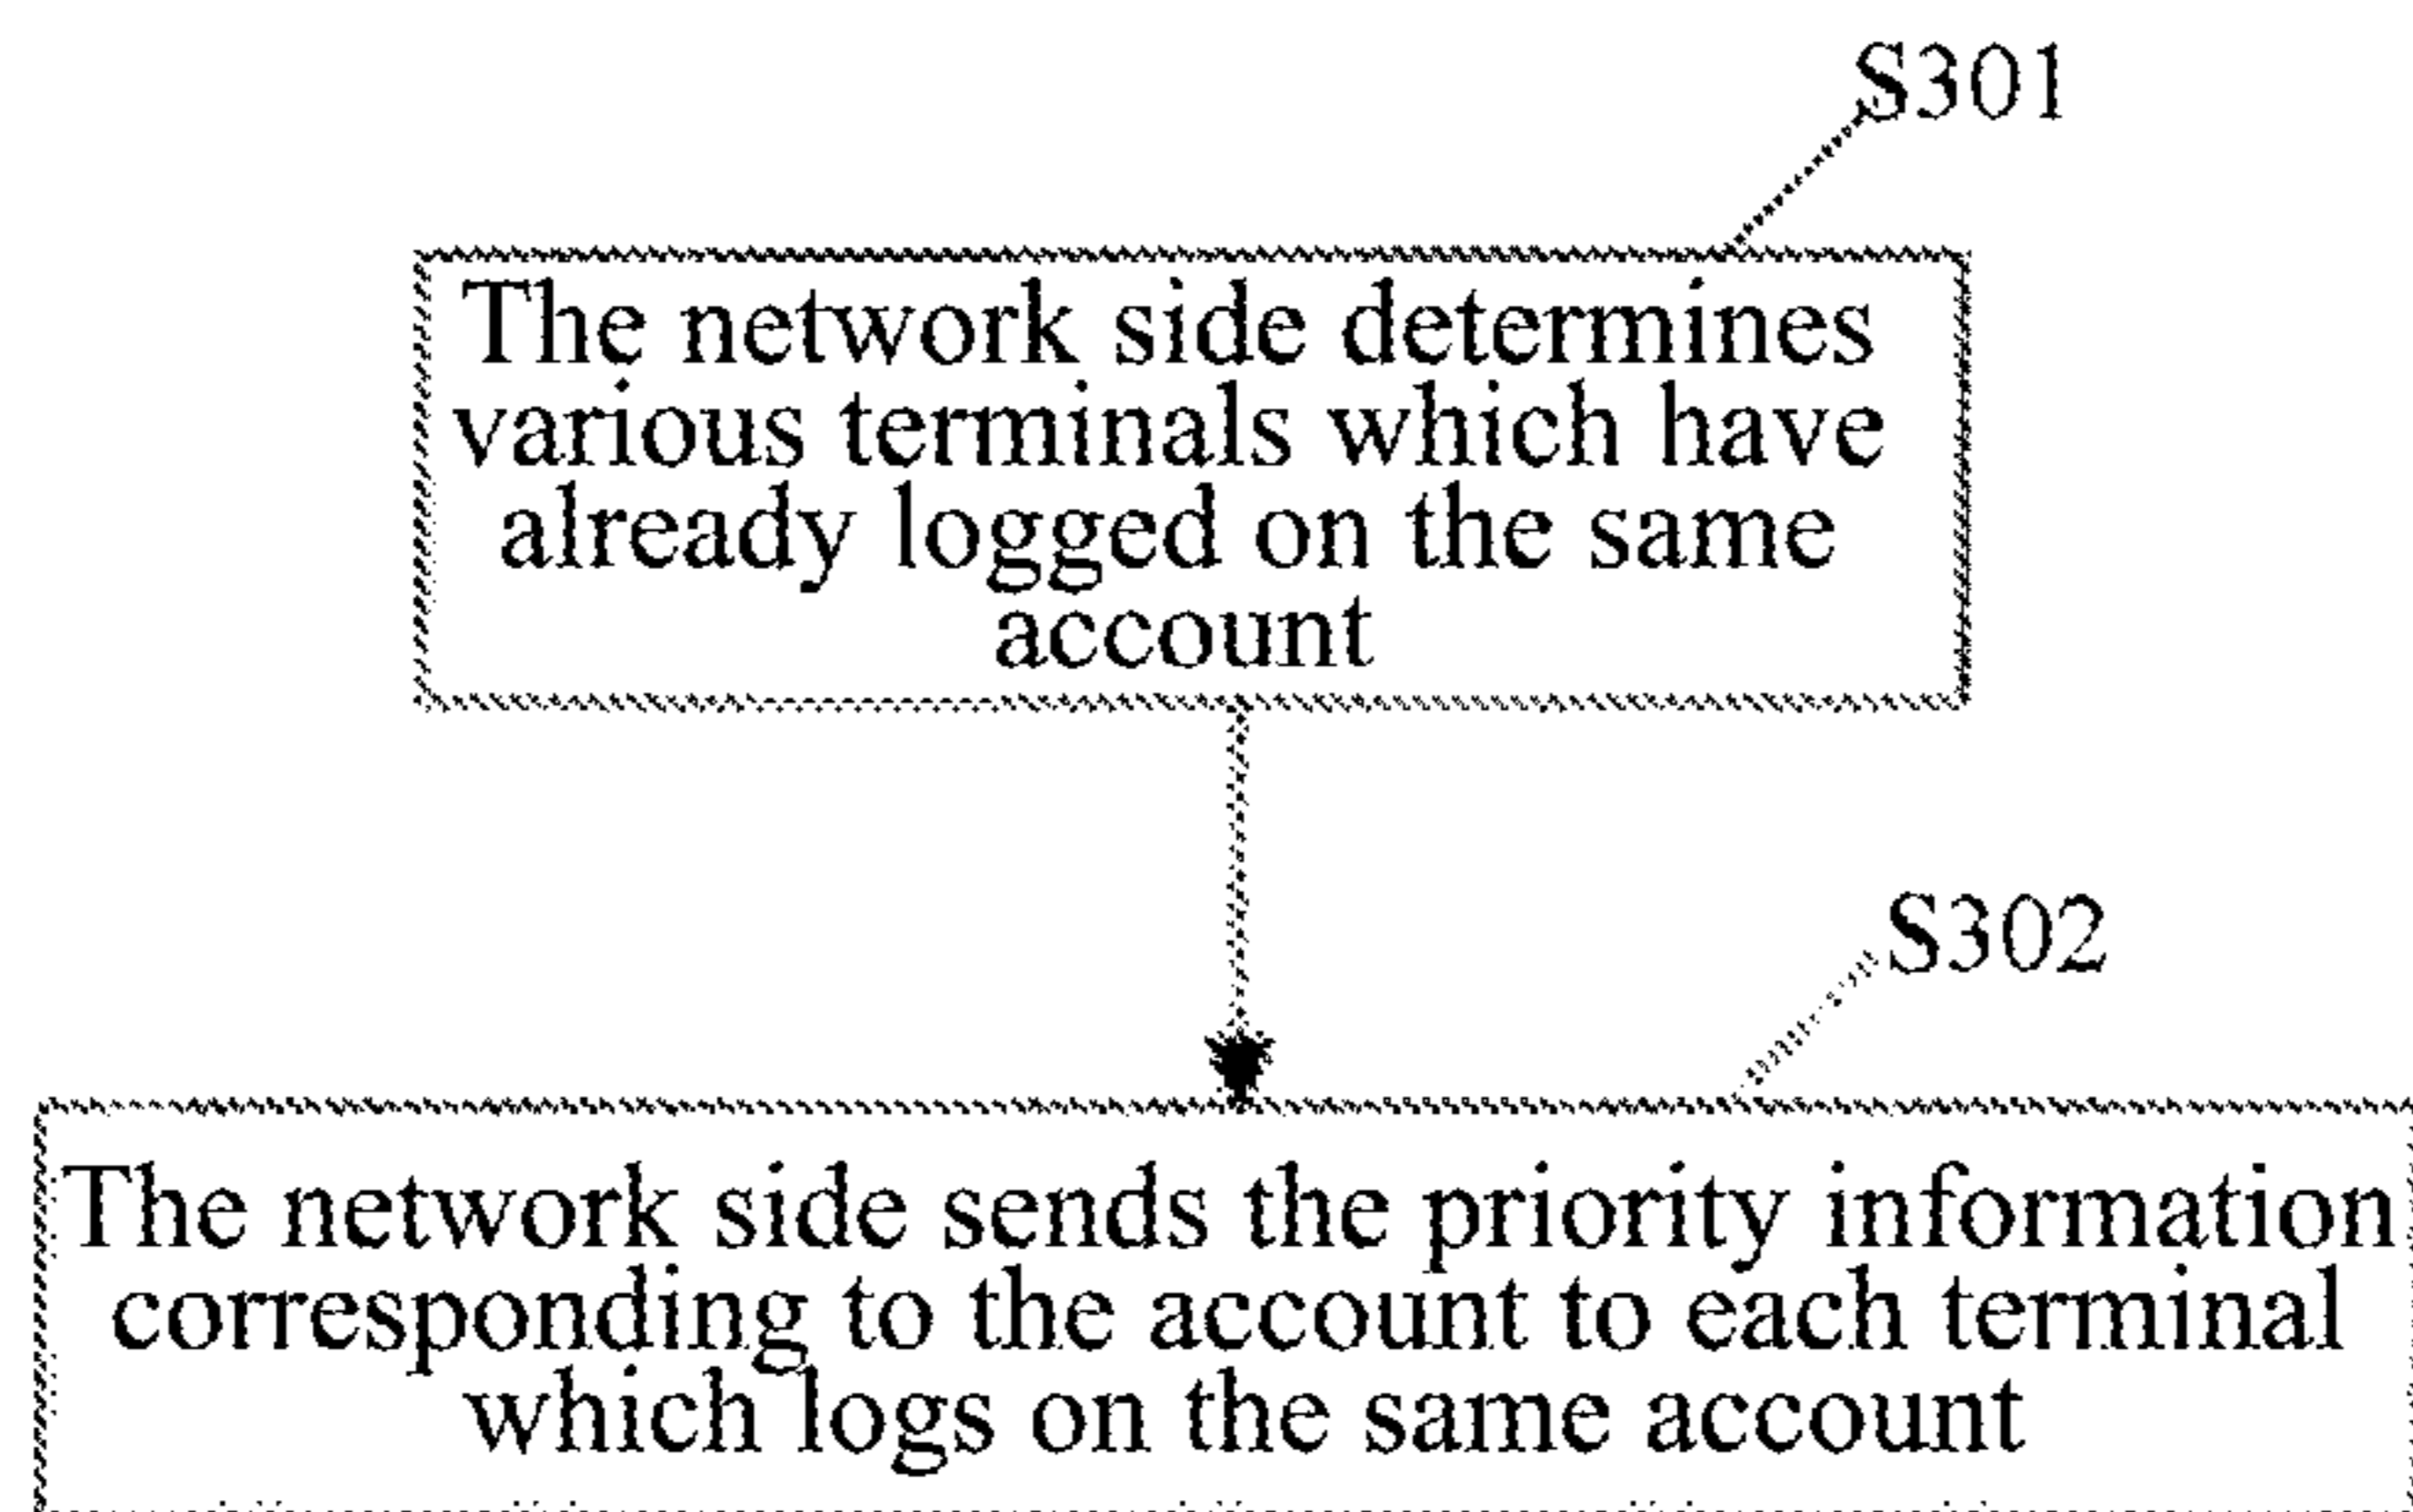 S301
The network side determines
various terminals which have
already logged on the same
account
S302
The network side sends the priority information
corresponding to the account to each terminal
which logs on the same account